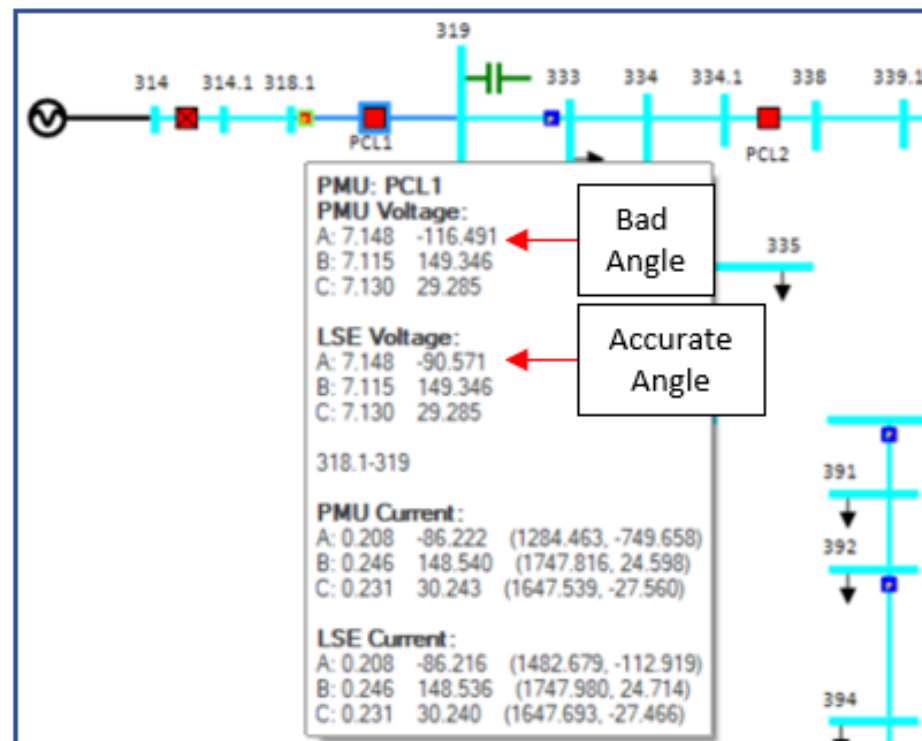 319
314 314.1 318.1 333 334 334.1 338 339.1
PCL1
PCL2
PMU: PCL1
PMU Voltage:
A: 7.148 -116.491
B: 7.115 149.346
C: 7.130 29.285
Bad
Angle
335
LSE Voltage:
A: 7.148 -90.571
B: 7.115 149.346
C: 7.130 29.285
Accurate
Angle
318.1-319
PMU Current:
A: 0.208 -86.222 (1284.463, -749.658)
B: 0.246 148.540 (1747.816, 24.598)
C: 0.231 30.243 (1647.539, -27.560)
LSE Current:
A: 0.208 -86.216 (1482.679, -112.919)
B: 0.246 148.536 (1747.980, 24.714)
C: 0.231 30.240 (1647.693, -27.466)
391
392
394